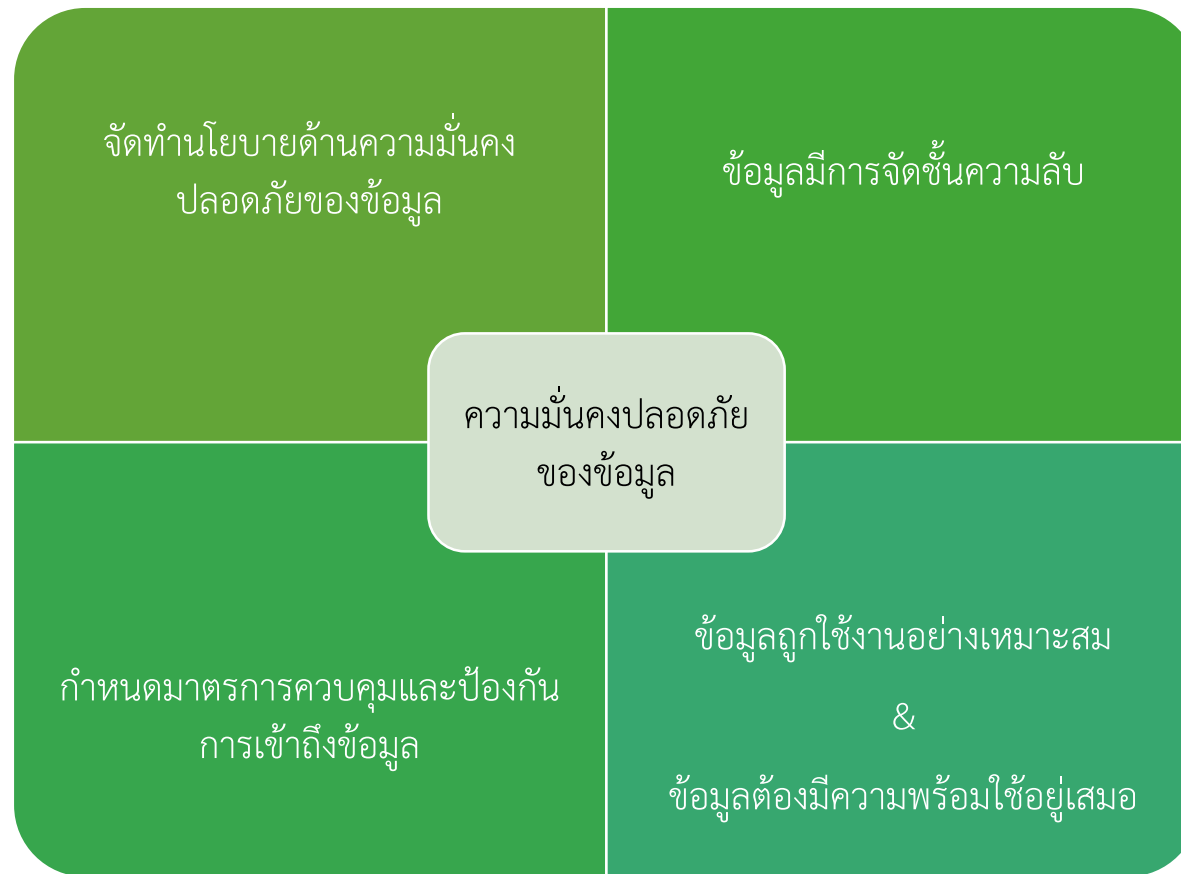 จัดทำนโยบายด้านความมั่นคง
ปลอดภัยของข้อมูล
ข้อมูลมีการจัดชั้นความลับ
ความมั่นคงปลอดภัย
ของข้อมูล
กำหนดมาตรการควบคุมและป้องกัน
การเข้าถึงข้อมูล
ข้อมูลถูกใช้งานอย่างเหมาะสม
&
ข้อมูลต้องมีความพร้อมใช้อยู่เสมอ